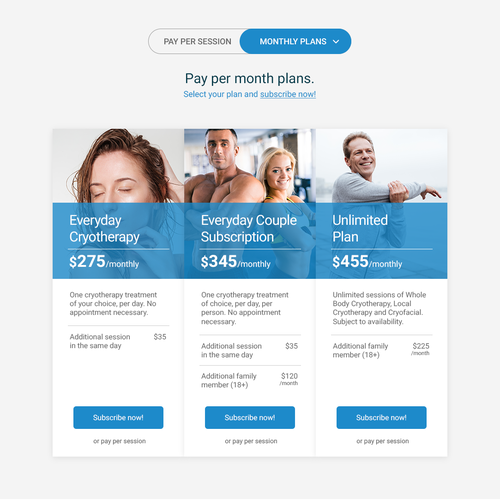 PAY PER SESSION
MONTHLY PLANS
Pay per month plans.
Select your plan and subscribe now!
Everyday
Cryotherapy
$275/monthly
One cryotherapy treatment
of your choice, per day. No
appointment necessary.
Additional session
in the same day
$35
Subscribe now!
or pay per session
Everyday Couple
Subscription
$345/monthly
One cryotherapy treatment
of your choice, per day, per
person. No appointment
necessary.
Additional session
in the same day
$35
Additional family
member (18+)
$120
/month
Subscribe now!
or pay per session
Unlimited
Plan
$455/monthly
Unlimited sessions of Whole
Body Cryotherapy, Local
Cryotherapy and Cryofacial.
Subject to availability.
Additional family
member (18+)
$225
/month
Subscribe now!
or pay per session